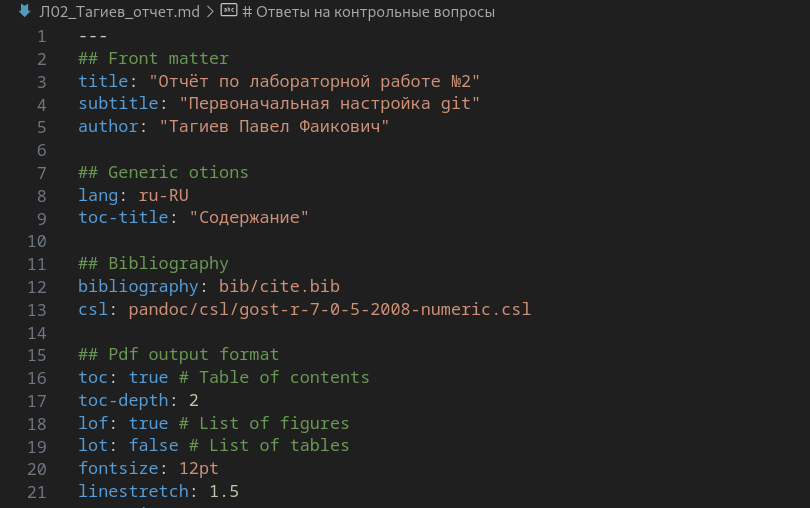 Л02_Тагиев_отчет.md > # Ответы на контрольные вопросы
1 ---
2 ## Front matter
3 title: "Отчёт по лабораторной работе №2"
4 subtitle: "Первоначальная настройка git"
5 author: "Тагиев Павел Фаикович"
6
7 ## Generic otions
8 lang: ru-RU
9 toc-title: "Содержание"
10
11 ## Bibliography
12 bibliography: bib/cite.bib
13 csl: pandoc/csl/gost-r-7-0-5-2008-numeric.csl
14
15 ## Pdf output format
16 toc: true # Table of contents
17 toc-depth: 2
18 lof: true # List of figures
19 lot: false # List of tables
20 fontsize: 12pt
21 linestretch: 1.5